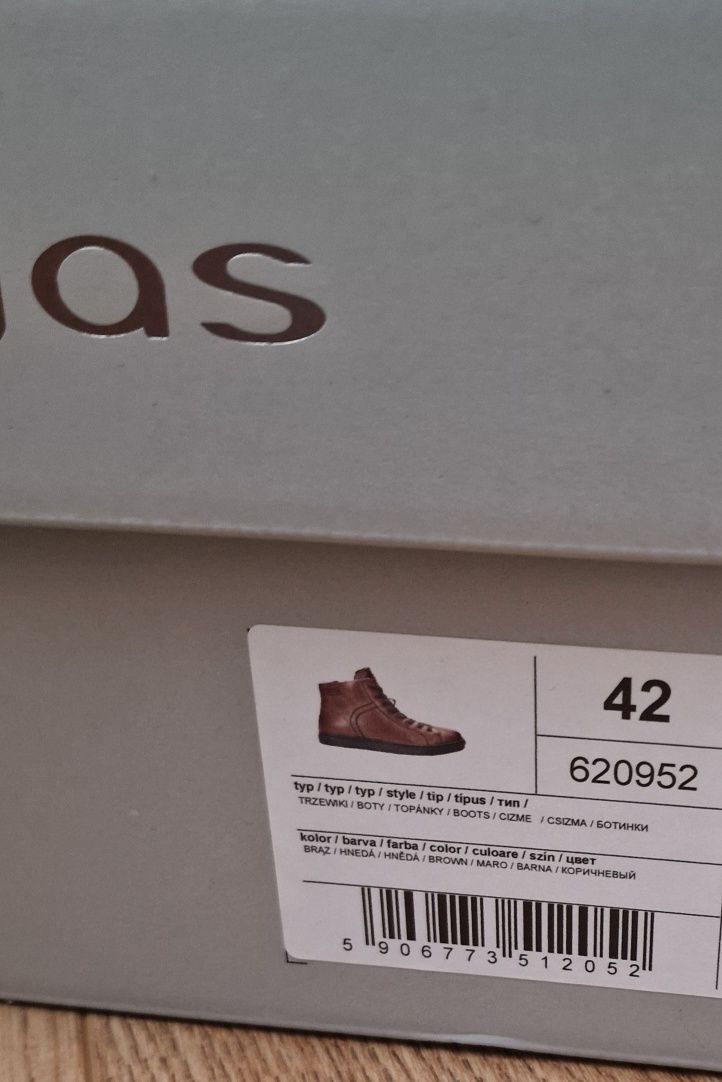 as
42
620952
typ / typ / typ / style / tip / típus / тип /
TRZEWIKI / BOTY / TOPÁNKY / BOOTS / CIZME / CSIZMA / БОТИНКИ
kolor / barva / farba / color / culoare / szín / цвет
BRĄZ / HNEDÁ / HNĚDÁ / BROWN / MARO / BARNA / КОРИЧНЕВЫЙ
5 906773 512052